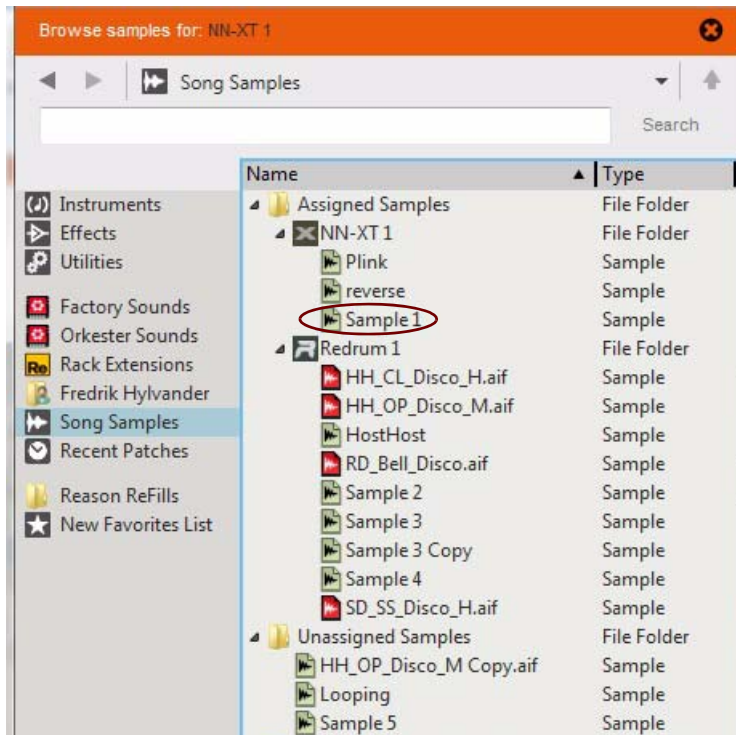 Browse samples for: NN-XT 1
Song Samples
Search
Name Type
Instruments
Effects
Utilities
Factory Sounds
Orkester Sounds
Re Rack Extensions
Fredrik Hylvander
Song Samples
Recent Patches
Reason ReFills
New Favorites List
Assigned Samples File Folder
NN-XT 1 File Folder
Plink Sample
reverse Sample
Sample 1 Sample
Redrum 1 File Folder
HH_CL_Disco_H.aif Sample
HH_OP_Disco_M.aif Sample
HostHost Sample
RD_Bell_Disco.aif Sample
Sample 2 Sample
Sample 3 Sample
Sample 3 Copy Sample
Sample 4 Sample
SD_SS_Disco_H.aif Sample
Unassigned Samples File Folder
HH_OP_Disco_M Copy.aif Sample
Looping Sample
Sample 5 Sample